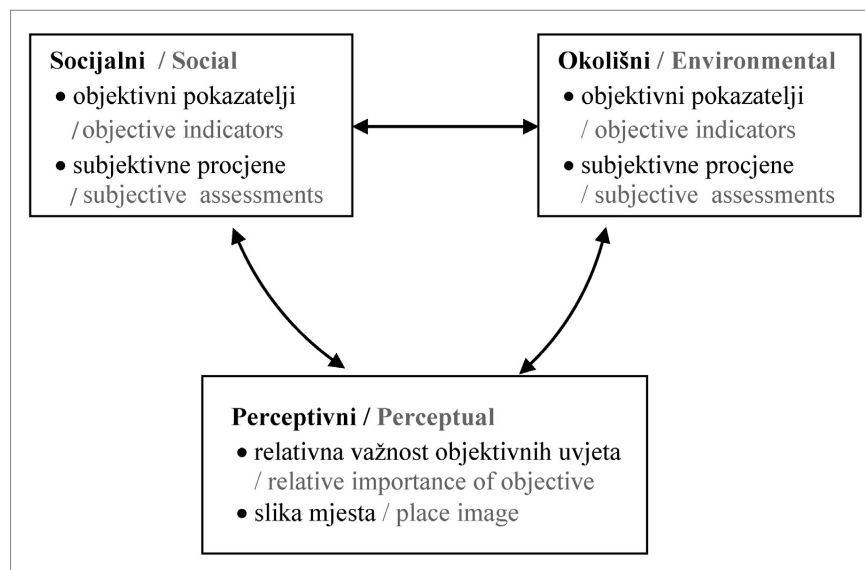 Socijalni / Social
• objektivni pokazatelji
/ objective indicators
• subjektivne procjene
/ subjective assessments
Okolišni / Environmental
• objektivni pokazatelji
/ objective indicators
• subjektivne procjene
/ subjective assessments
Perceptivni / Perceptual
• relativna važnost objektivnih uvjeta
/ relative importance of objective
• slika mjesta / place image